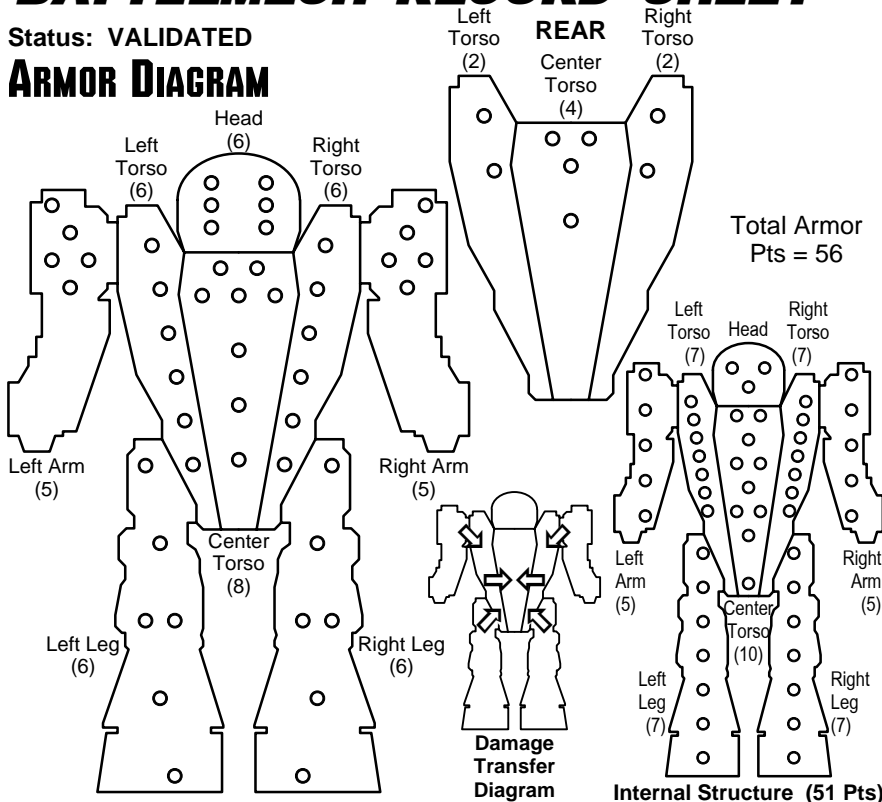 Status: VALIDATED
ARMOR DIAGRAM
Left
Torso
(2)
REAR
Center
Torso
(4)
Right
Torso
(2)
Head
(6)
Left
Torso
(6)
Right
Torso
(6)
Total Armor
Pts = 56
Left Arm
(5)
Right Arm
(5)
Center
Torso
(8)
Left Leg
(6)
Right Leg
(6)
Damage
Transfer
Diagram
Left
Torso
(7)
Head
Right
Torso
(7)
Left
Arm
(5)
Right
Arm
(5)
Center
Torso
(10)
Left
Leg
(7)
Right
Leg
(7)
Internal Structure (51 Pts)